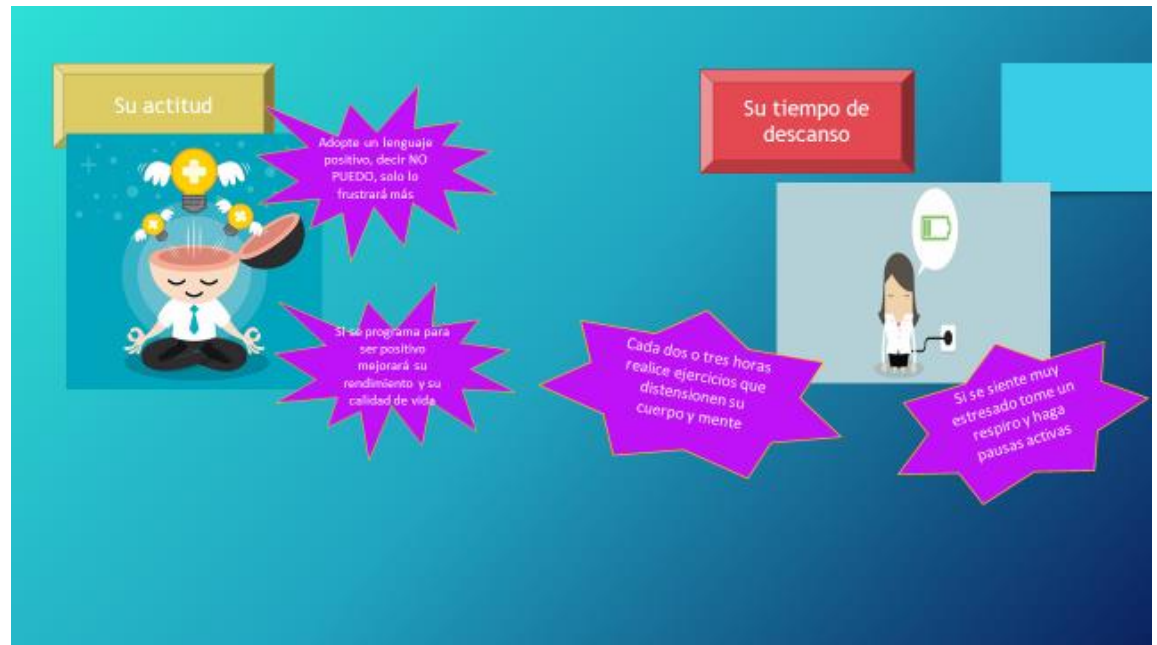 Su actitud
Adopte un lenguaje
positivo, decir NO
PUEDO, solo lo
frustrará más
SI se programa para
ser positivo
mejorará su
rendimiento y su
calidad de vida
Su tiempo de
descanso
Cada dos o tres horas
realice ejercicios que
distensionen su
cuerpo y mente
Si se siente muy
estresado tome un
respiro y haga
pausas activas